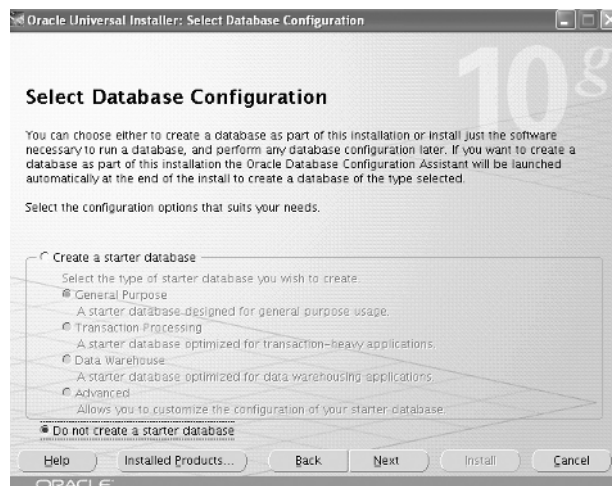 Oracle Universal Installer: Select Database Configuration
10g
Select Database Configuration
You can choose either to create a database as part of this installation or install just the software
necessary to run a database, and perform any database configuration later. If you want to create a
database as part of this installation the Oracle Database Configuration Assistant will be launched
automatically at the end of the install to create a database of the type selected.
Select the configuration options that suits your needs.
Create a starter database
Select the type of starter database you wish to create.
General Purpose
A starter database designed for general purpose usage.
Transaction Processing
A starter database optimized for transaction-heavy applications.
Data Warehouse
A starter database optimized for data warehousing applications.
Advanced
Allows you to customize the configuration of your starter database.
Do not create a starter database
Help Installed Products... Back Next Install Cancel
ORACLE